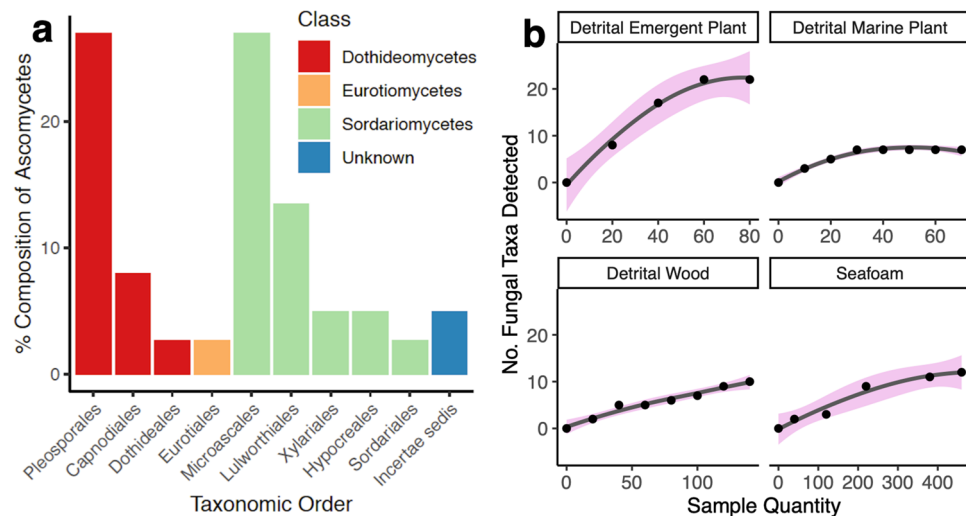 a
Class
Dothideomycetes
Eurotiomycetes
Sordariomycetes
Unknown
% Composition of Ascomycetes
20
10
0
Pleosporales
Capnodiales
Dothideales
Eurotiales
Microascales
Lulworthiales
Xylariales
Hypocreales
Sordariales
Incertae sedis
Taxonomic Order
b
Detrital Emergent Plant
Detrital Marine Plant
No. Fungal Taxa Detected
20
10
0
0 20 40 60 80
0 20 40 60
Detrital Wood
Seafoam
20
10
0
0 50 100
0 100 200 300 400
Sample Quantity